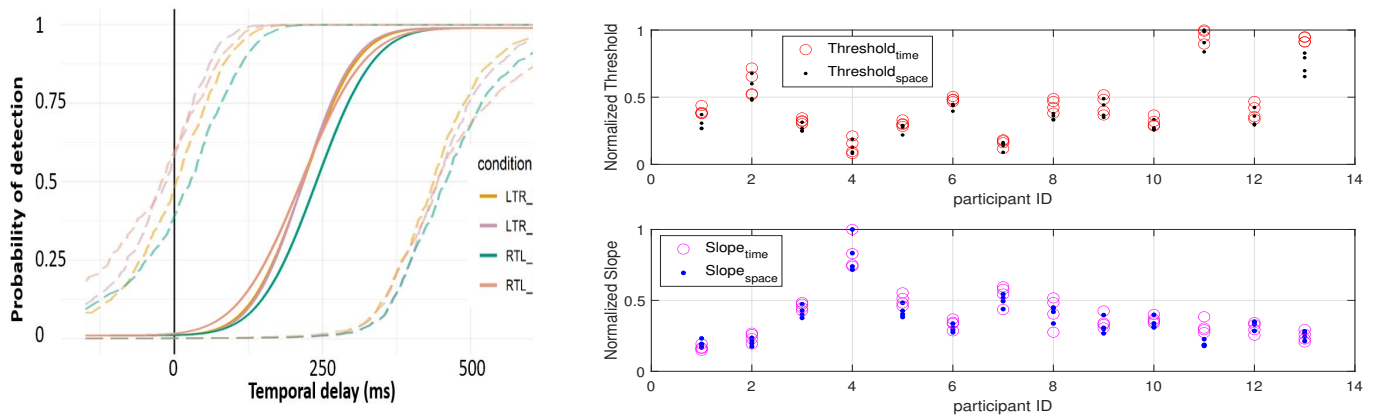 Probability of detection
1
0.75
0.5
0.25
0
0
250
500
Temporal delay (ms)
condition
LTR_
LTR_
RTL_
RTL_
Normalized Threshold
1
0.5
0
Threshold_time
Threshold_space
0 2 4 6 8 10 12 14
participant ID
Normalized Slope
1
0.5
0
Slope_time
Slope_space
0 2 4 6 8 10 12 14
participant ID